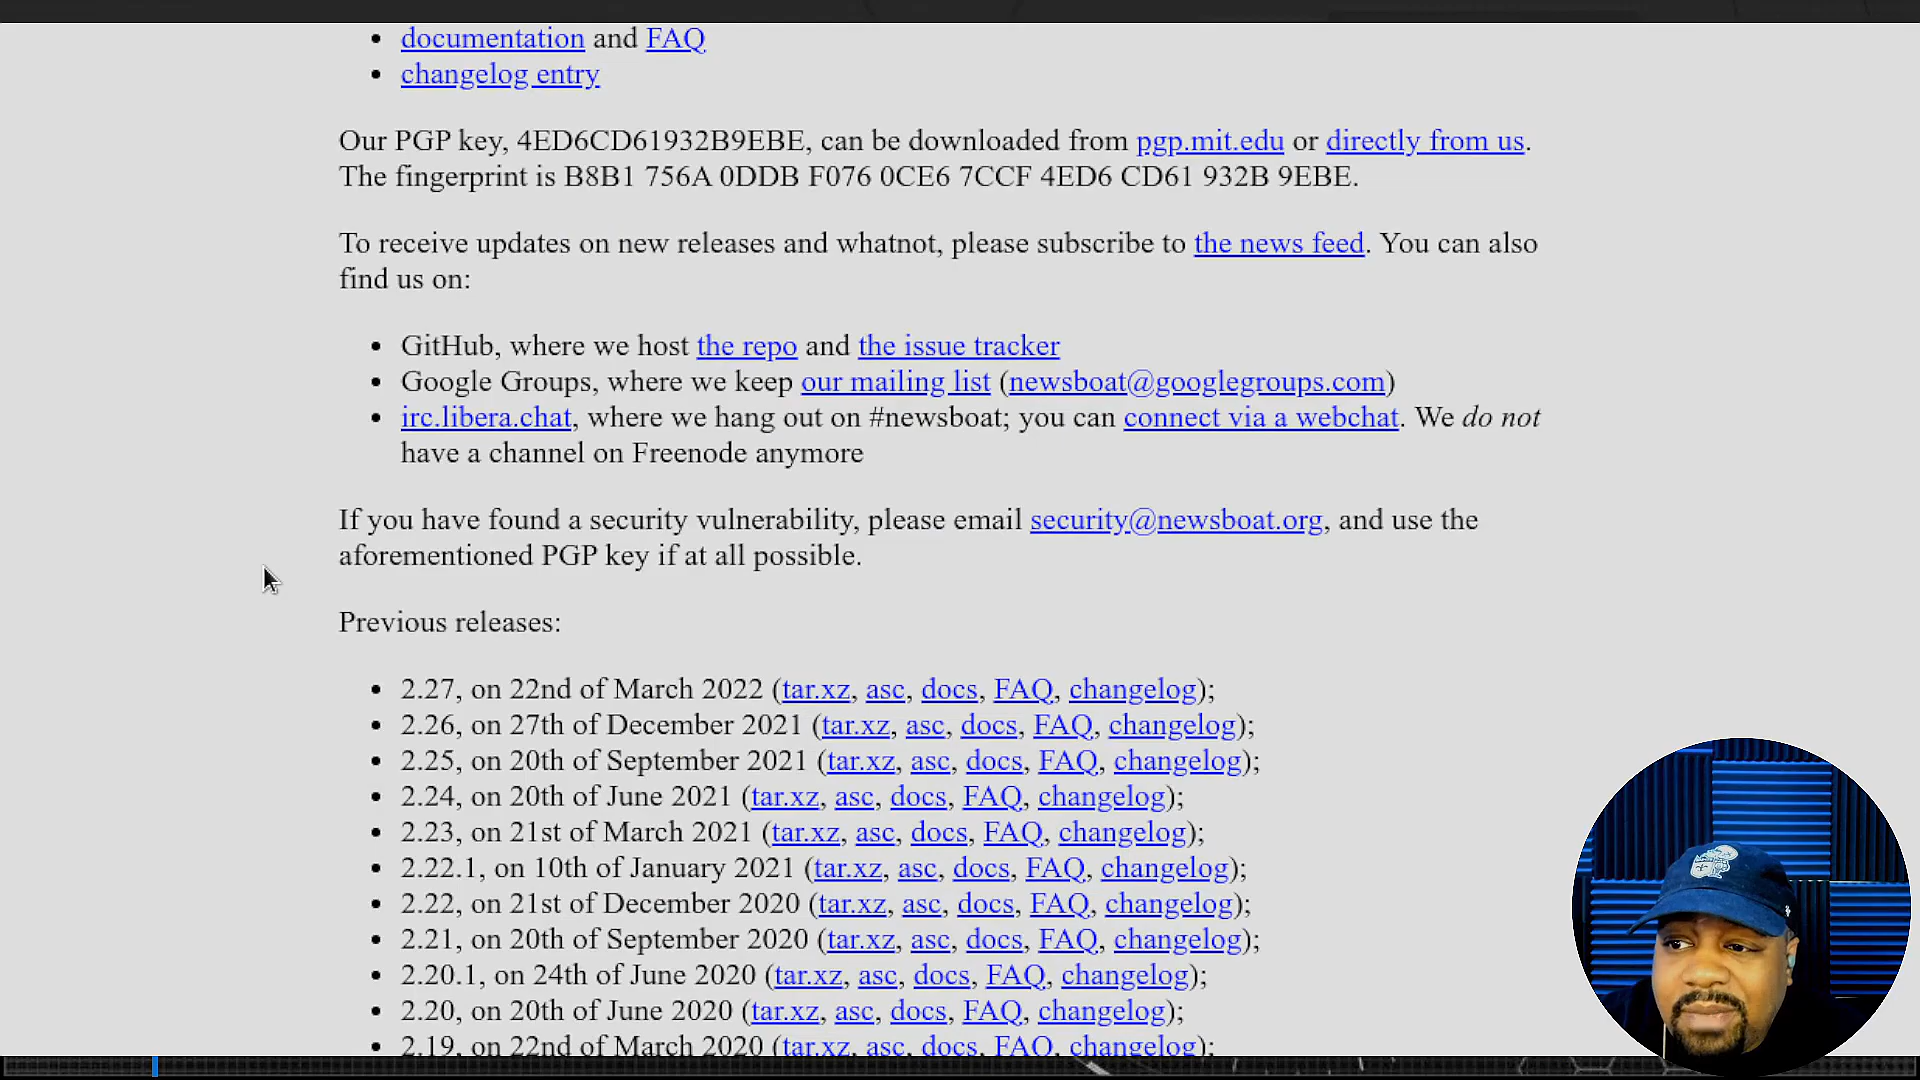 documentation and FAQ
changelog entry
Our PGP key, 4ED6CD61932B9EBE, can be downloaded from pgp.mit.edu or directly from us.
The fingerprint is B8B1 756A 0DDB F076 0CE6 7CCF 4ED6 CD61 932B 9EBE.
To receive updates on new releases and whatnot, please subscribe to the news feed. You can also
find us on:
GitHub, where we host the repo and the issue tracker
Google Groups, where we keep our mailing list (newsboat@googlegroups.com)
irc.libera.chat, where we hang out on #newsboat; you can connect via a webchat. We do not
have a channel on Freenode anymore
If you have found a security vulnerability, please email security@newsboat.org, and use the
aforementioned PGP key if at all possible.
Previous releases:
2.27, on 22nd of March 2022 (tar.xz, asc, docs, FAQ, changelog);
2.26, on 27th of December 2021 (tar.xz, asc, docs, FAQ, changelog);
2.25, on 20th of September 2021 (tar.xz, asc, docs, FAQ, changelog);
2.24, on 20th of June 2021 (tar.xz, asc, docs, FAQ, changelog);
2.23, on 21st of March 2021 (tar.xz, asc, docs, FAQ, changelog);
2.22.1, on 10th of January 2021 (tar.xz, asc, docs, FAQ, changelog);
2.22, on 21st of December 2020 (tar.xz, asc, docs, FAQ, changelog);
2.21, on 20th of September 2020 (tar.xz, asc, docs, FAQ, changelog);
2.20.1, on 24th of June 2020 (tar.xz, asc, docs, FAQ, changelog);
2.20, on 20th of June 2020 (tar.xz, asc, docs, FAQ, changelog);
2.19, on 22nd of March 2020 (tar.xz, asc, docs, FAQ, changelog);